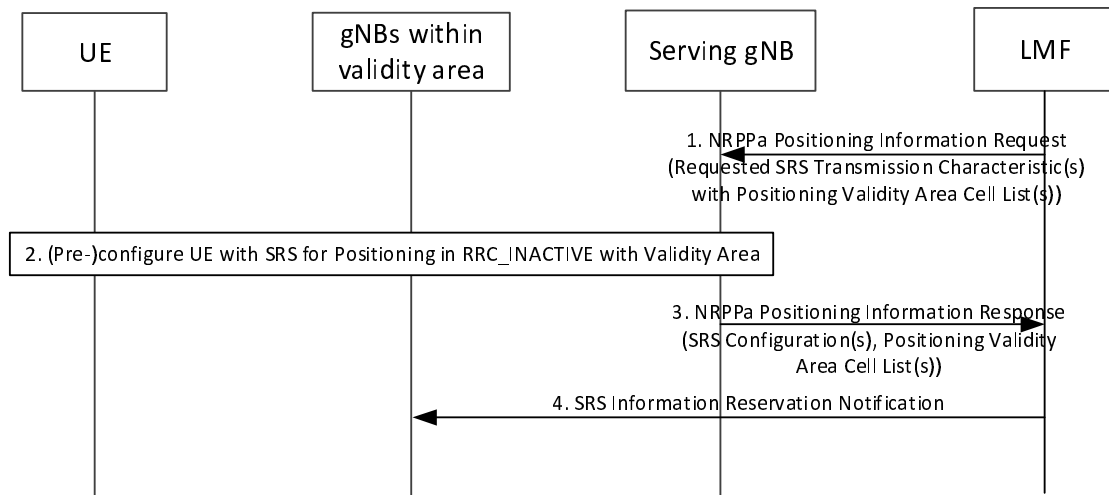 UE
gNBs within
validity area
Serving gNB
LMF
1. NRPPa Positioning Information Request
(Requested SRS Transmission Characteristic(s)
with Positioning Validity Area Cell List(s))
2. (Pre-)configure UE with SRS for Positioning in RRC_INACTIVE with Validity Area
3. NRPPa Positioning Information Response
(SRS Configuration(s), Positioning Validity
Area Cell List(s))
4. SRS Information Reservation Notification